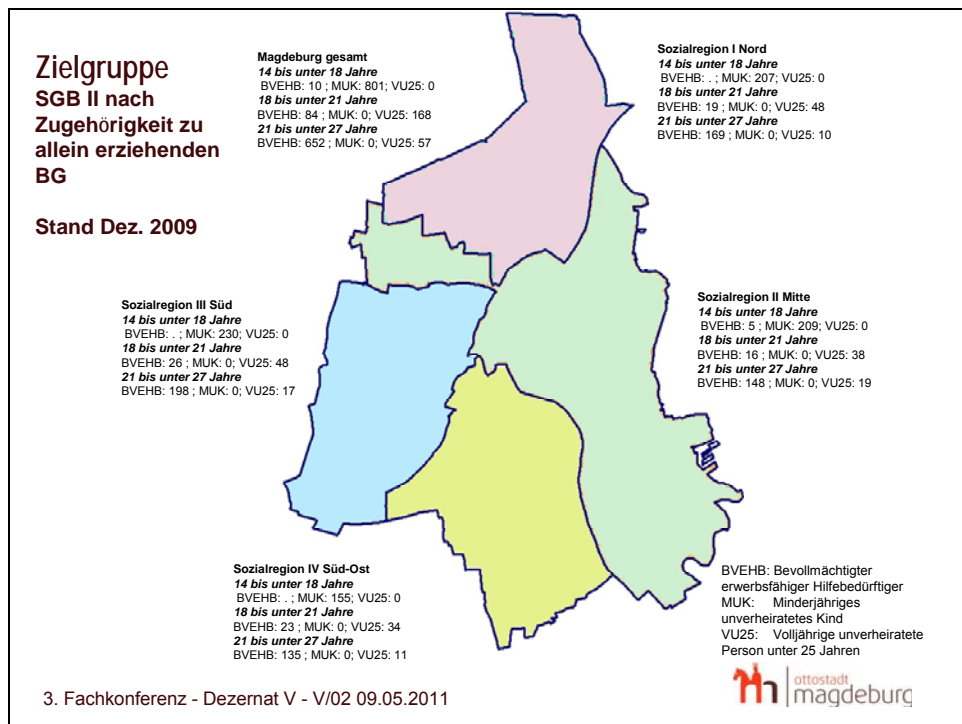 Zielgruppe
SGB II nach
Zugehörigkeit zu
allein erziehenden
BG
Stand Dez. 2009
Magdeburg gesamt
14 bis unter 18 Jahre
BVEHB: 10 ; MUK: 801; VU25: 0
18 bis unter 21 Jahre
BVEHB: 84 ; MUK: 0; VU25: 168
21 bis unter 27 Jahre
BVEHB: 652 ; MUK: 0; VU25: 57
Sozialregion I Nord
14 bis unter 18 Jahre
BVEHB: . ; MUK: 207; VU25: 0
18 bis unter 21 Jahre
BVEHB: 19 ; MUK: 0; VU25: 48
21 bis unter 27 Jahre
BVEHB: 169 ; MUK: 0; VU25: 10
Sozialregion III Süd
14 bis unter 18 Jahre
BVEHB: . ; MUK: 230; VU25: 0
18 bis unter 21 Jahre
BVEHB: 26 ; MUK: 0; VU25: 48
21 bis unter 27 Jahre
BVEHB: 198 ; MUK: 0; VU25: 17
Sozialregion II Mitte
14 bis unter 18 Jahre
BVEHB: 5 ; MUK: 209; VU25: 0
18 bis unter 21 Jahre
BVEHB: 16 ; MUK: 0; VU25: 38
21 bis unter 27 Jahre
BVEHB: 148 ; MUK: 0; VU25: 19
Sozialregion IV Süd-Ost
14 bis unter 18 Jahre
BVEHB: . ; MUK: 155; VU25: 0
18 bis unter 21 Jahre
BVEHB: 23 ; MUK: 0; VU25: 34
21 bis unter 27 Jahre
BVEHB: 135 ; MUK: 0; VU25: 11
BVEHB: Bevollmächtigter
erwerbsfähiger Hilfebedürftiger
MUK: Minderjähriges
unverheiratetes Kind
VU25: Volljährige unverheiratete
Person unter 25 Jahren
3. Fachkonferenz - Dezernat V - V/02 09.05.2011
ottostadt
magdeburg